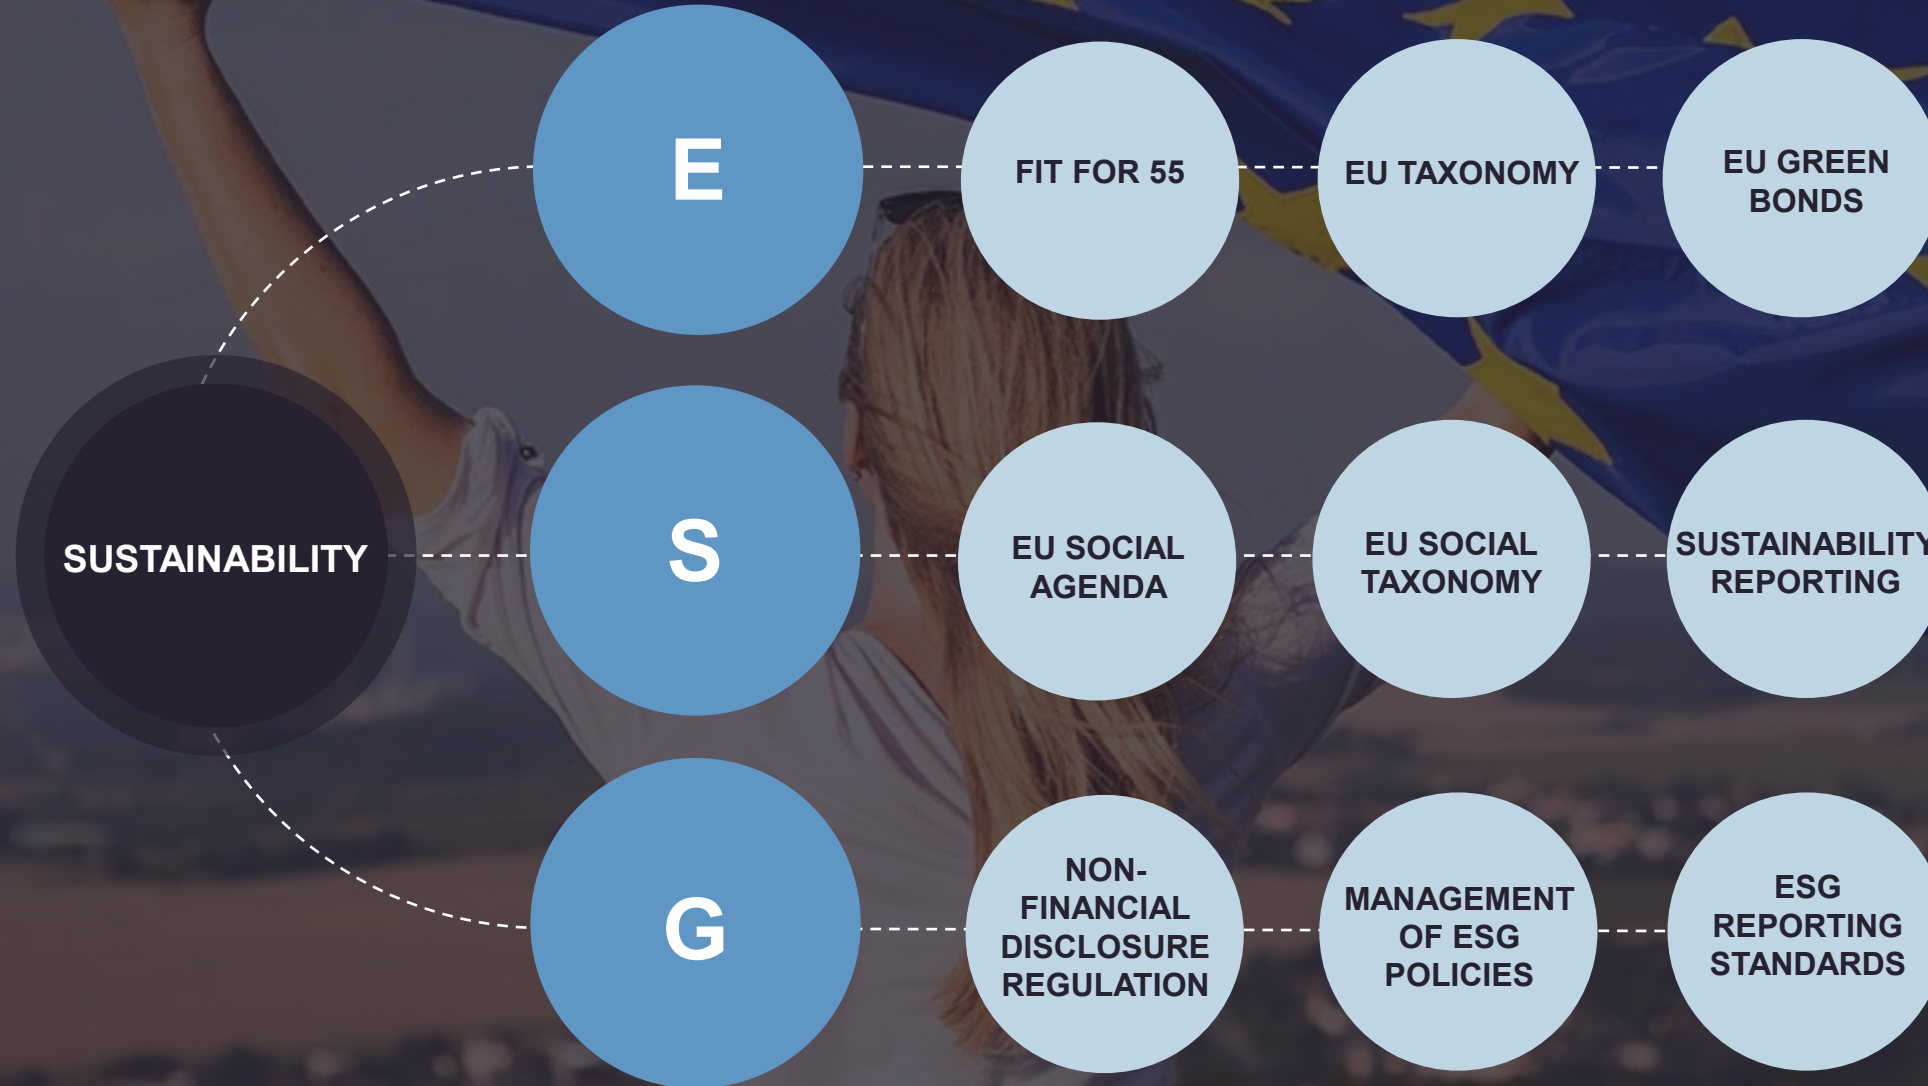 E
FIT FOR 55
EU TAXONOMY
EU GREEN
BONDS
SUSTAINABILITY
S
EU SOCIAL
AGENDA
EU SOCIAL
TAXONOMY
SUSTAINABILITY
REPORTING
G
NON-
FINANCIAL
DISCLOSURE
REGULATION
MANAGEMENT
OF ESG
POLICIES
ESG
REPORTING
STANDARDS